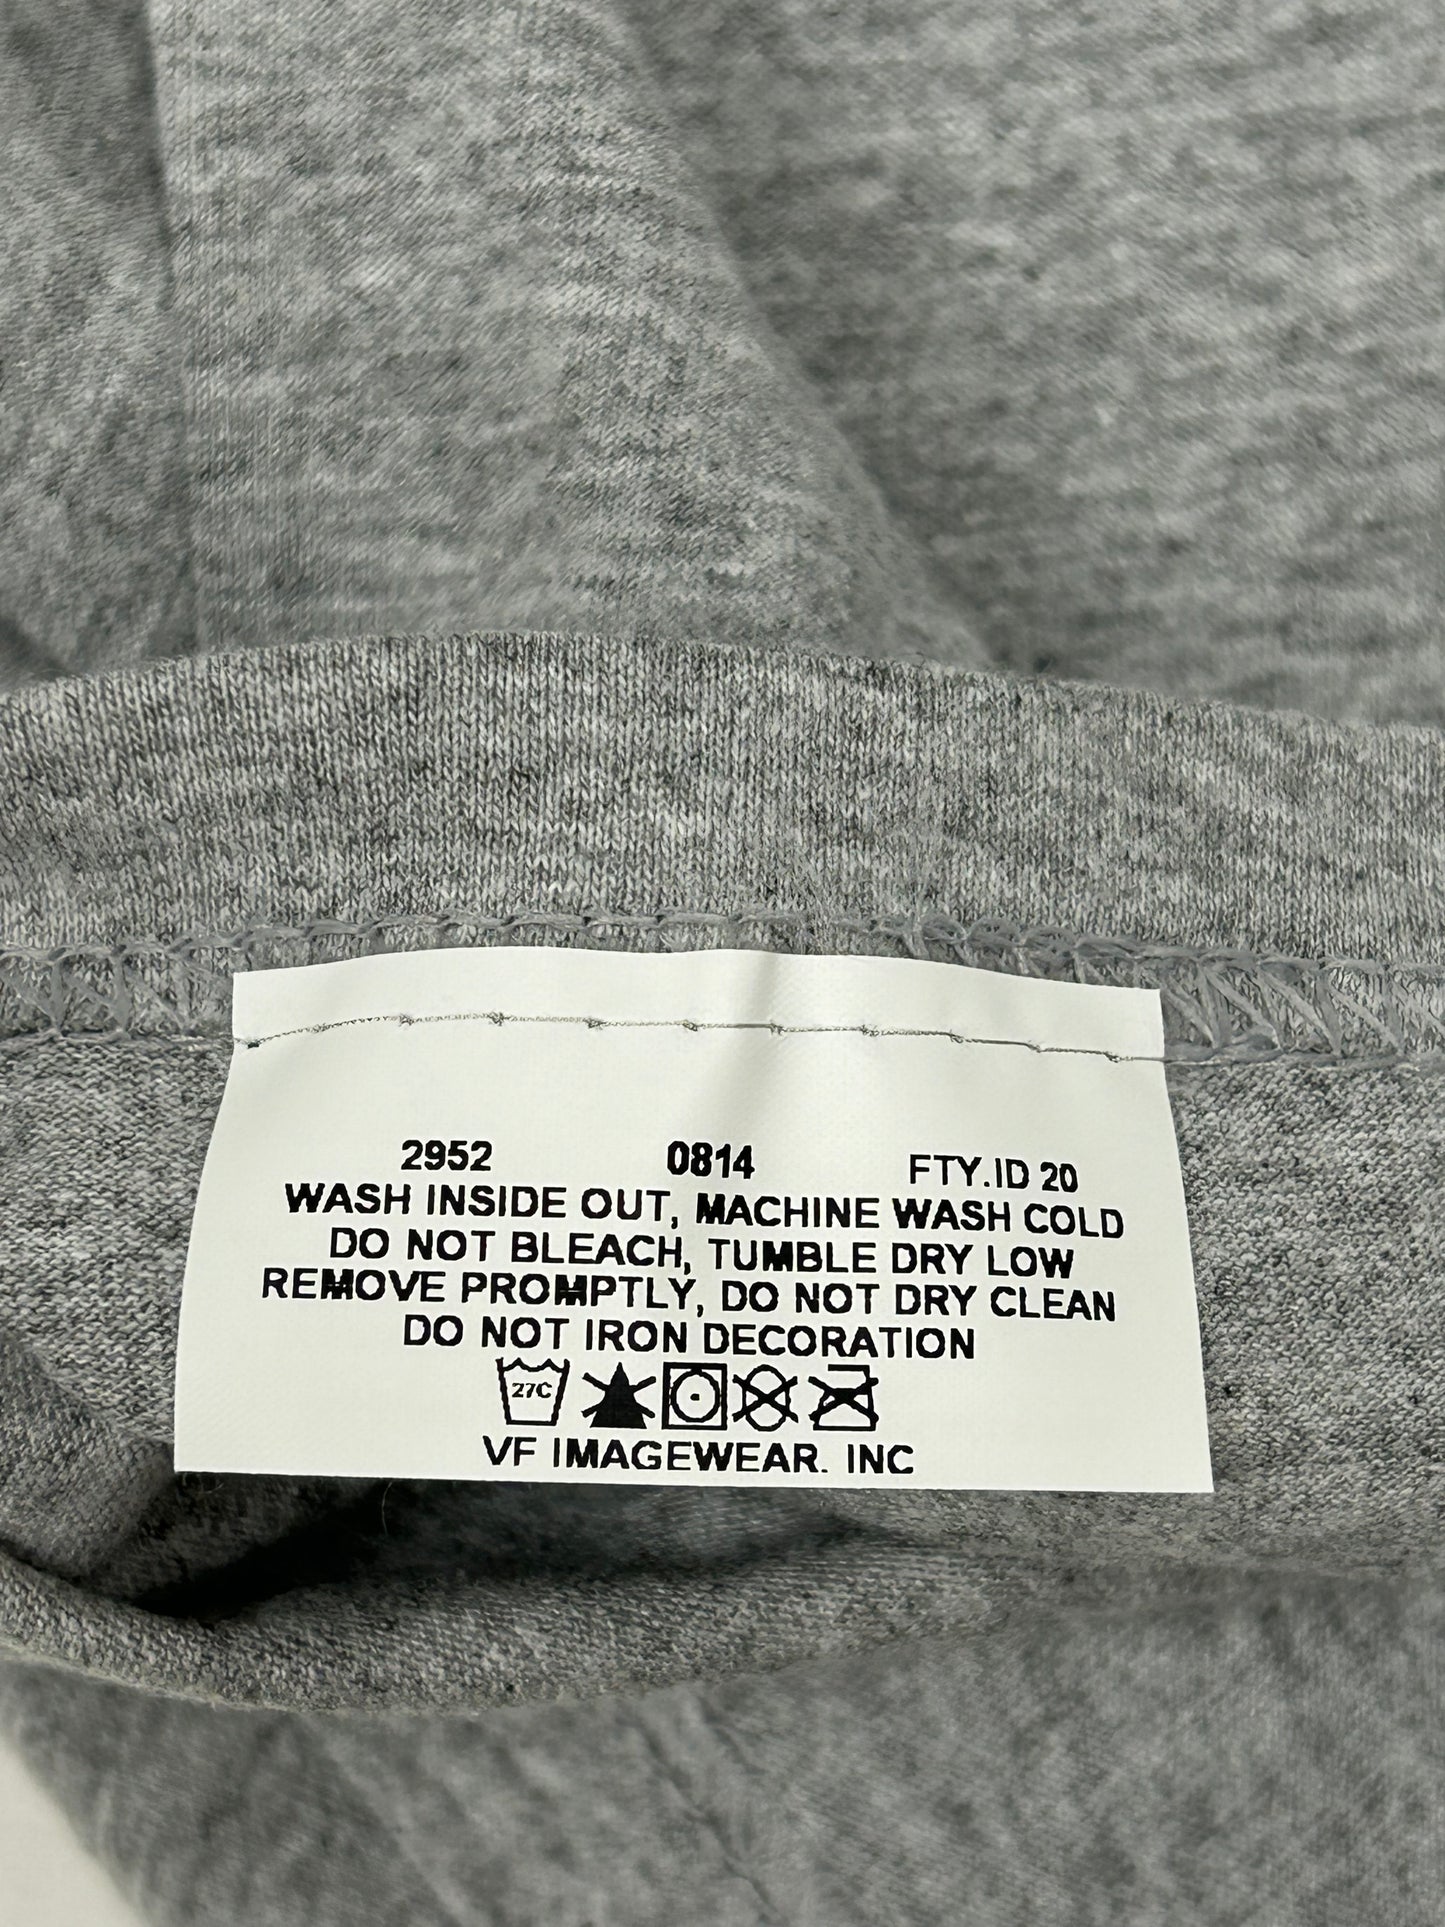 2952 0814 FTY.ID 20
WASH INSIDE OUT, MACHINE WASH COLD
DO NOT BLEACH, TUMBLE DRY LOW
REMOVE PROMPTLY, DO NOT DRY CLEAN
DO NOT IRON DECORATION
27C
VF IMAGEWEAR. INC